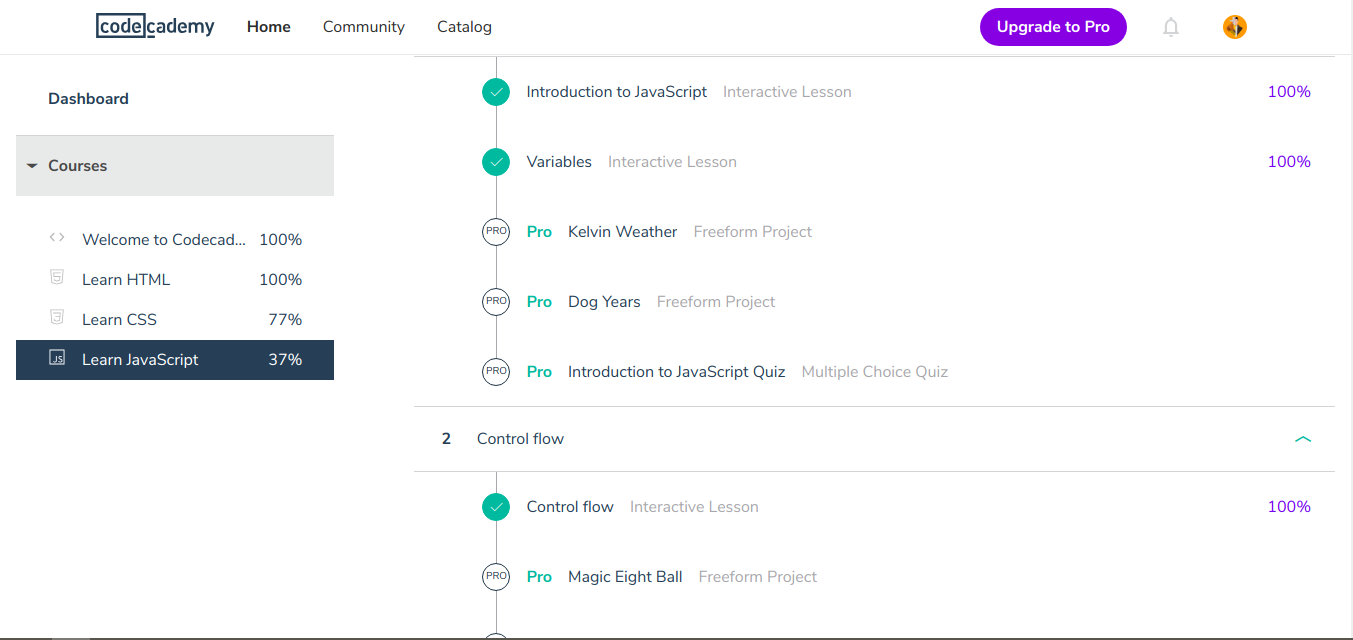 codecademy Home Community Catalog Upgrade to Pro
Dashboard
Courses
Welcome to Codecad... 100%
Learn HTML 100%
Learn CSS 77%
JS Learn JavaScript 37%
Introduction to JavaScript Interactive Lesson 100%
Variables Interactive Lesson 100%
PRO Pro Kelvin Weather Freeform Project
PRO Pro Dog Years Freeform Project
PRO Pro Introduction to JavaScript Quiz Multiple Choice Quiz
2 Control flow
Control flow Interactive Lesson 100%
PRO Pro Magic Eight Ball Freeform Project